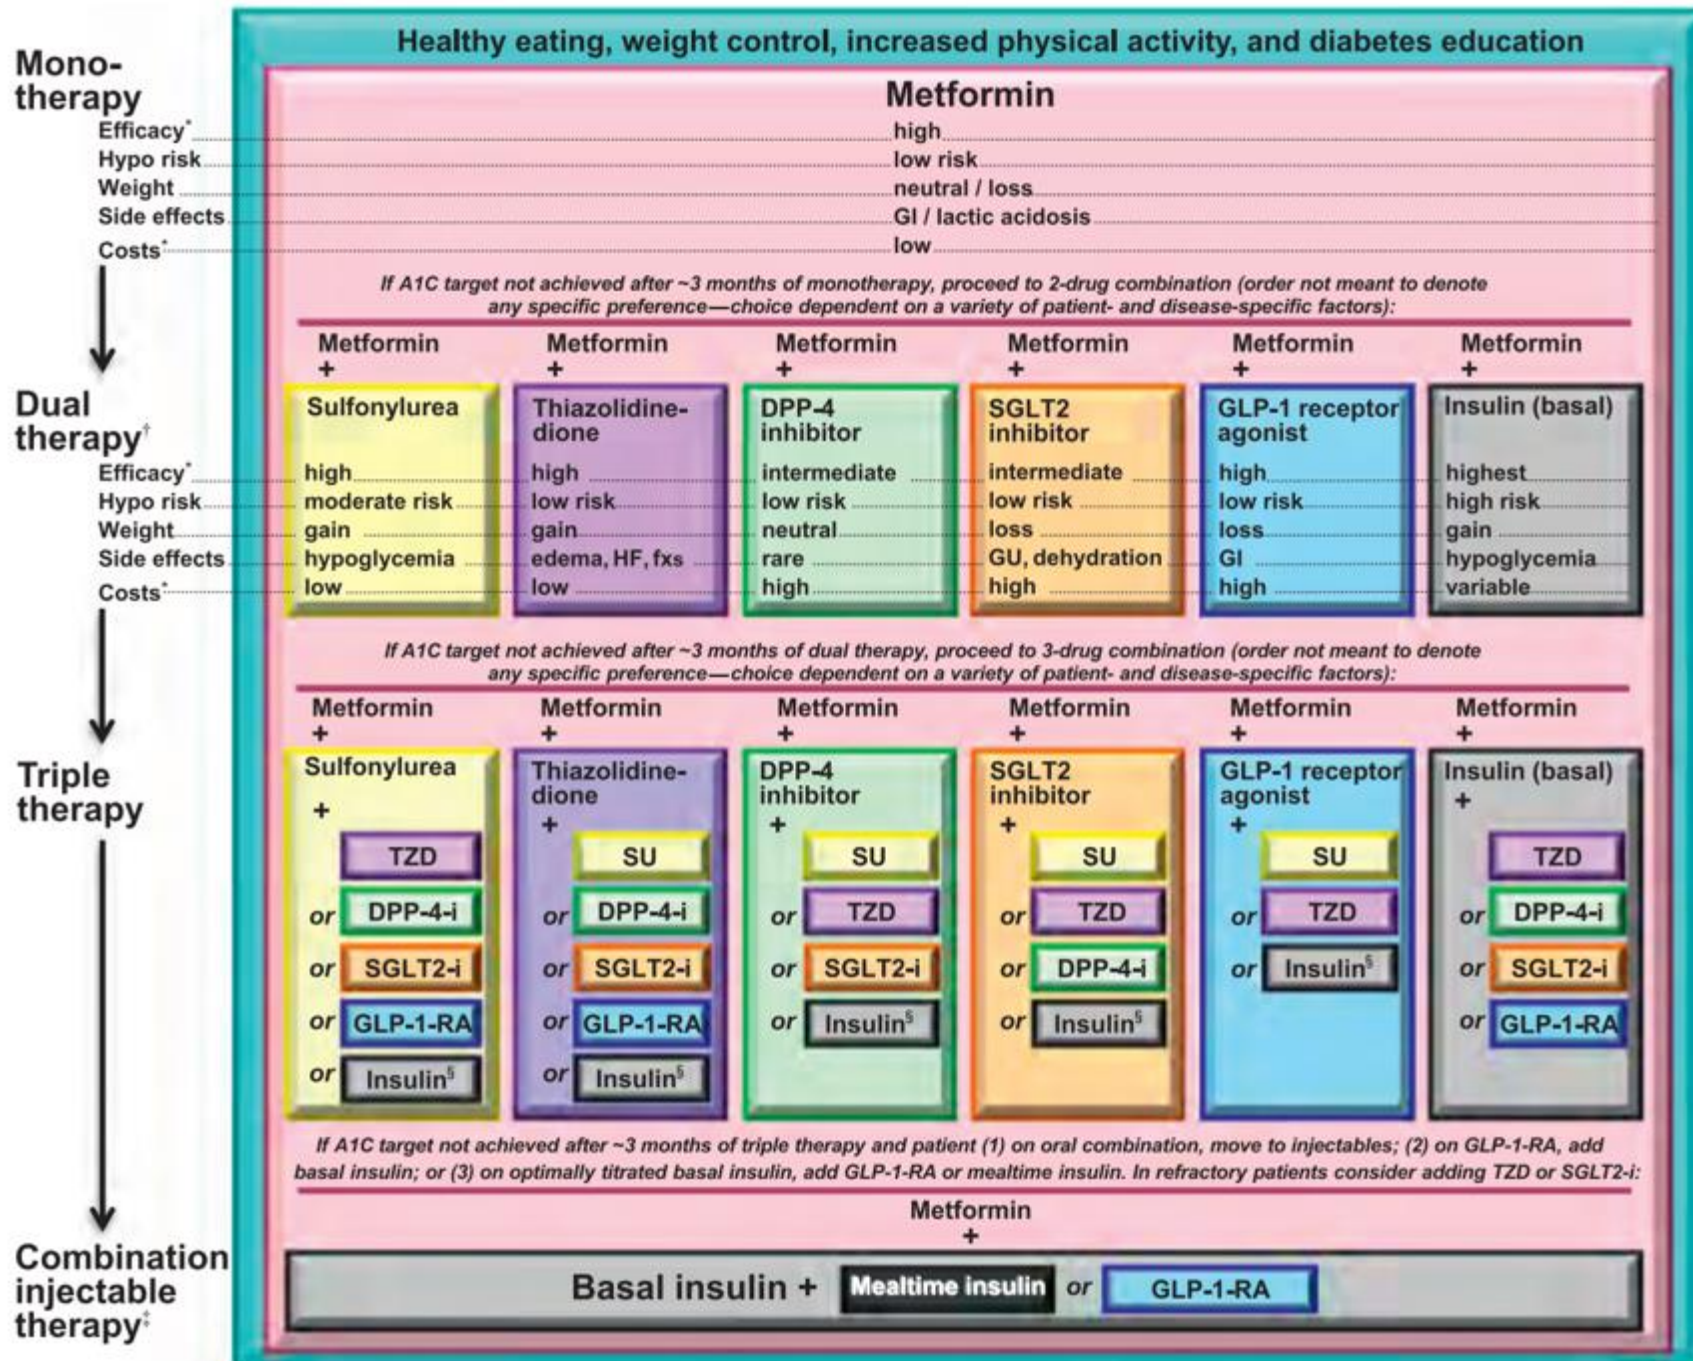 Healthy eating, weight control, increased physical activity, and diabetes education
Mono-
therapy
Metformin
Efficacy* high
Hypo risk low risk
Weight neutral / loss
Side effects GI / lactic acidosis
Costs* low
If A1C target not achieved after ~3 months of monotherapy, proceed to 2-drug combination (order not meant to denote
any specific preference—choice dependent on a variety of patient- and disease-specific factors):
Metformin Metformin Metformin Metformin Metformin Metformin
+ + + + + +
Dual
therapy†
Sulfonylurea
Thiazolidine-
dione
DPP-4
inhibitor
SGLT2
inhibitor
GLP-1 receptor
agonist
Insulin (basal)
Efficacy* high high intermediate intermediate high highest
Hypo risk moderate risk low risk low risk low risk low risk high risk
Weight gain gain neutral loss loss gain
Side effects hypoglycemia edema, HF, fxs rare GU, dehydration GI hypoglycemia
Costs* low low high high high variable
If A1C target not achieved after ~3 months of dual therapy, proceed to 3-drug combination (order not meant to denote
any specific preference—choice dependent on a variety of patient- and disease-specific factors):
Triple
therapy
Metformin
+
Sulfonylurea
+
TZD
or DPP-4-i
or SGLT2-i
or GLP-1-RA
or Insulin§
Metformin
+
Thiazolidine-
dione
+
SU
or DPP-4-i
or SGLT2-i
or GLP-1-RA
or Insulin§
Metformin
+
DPP-4
inhibitor
+
SU
or TZD
or SGLT2-i
or Insulin§
Metformin
+
SGLT2
inhibitor
+
SU
or TZD
or DPP-4-i
or Insulin§
Metformin
+
GLP-1 receptor
agonist
+
SU
or TZD
or Insulin§
Metformin
+
Insulin (basal)
+
TZD
or DPP-4-i
or SGLT2-i
or GLP-1-RA
If A1C target not achieved after ~3 months of triple therapy and patient (1) on oral combination, move to injectables; (2) on GLP-1-RA, add
basal insulin; or (3) on optimally titrated basal insulin, add GLP-1-RA or mealtime insulin. In refractory patients consider adding TZD or SGLT2-i:
Combination
injectable
therapy‡
Metformin
+
Basal insulin + Mealtime insulin or GLP-1-RA